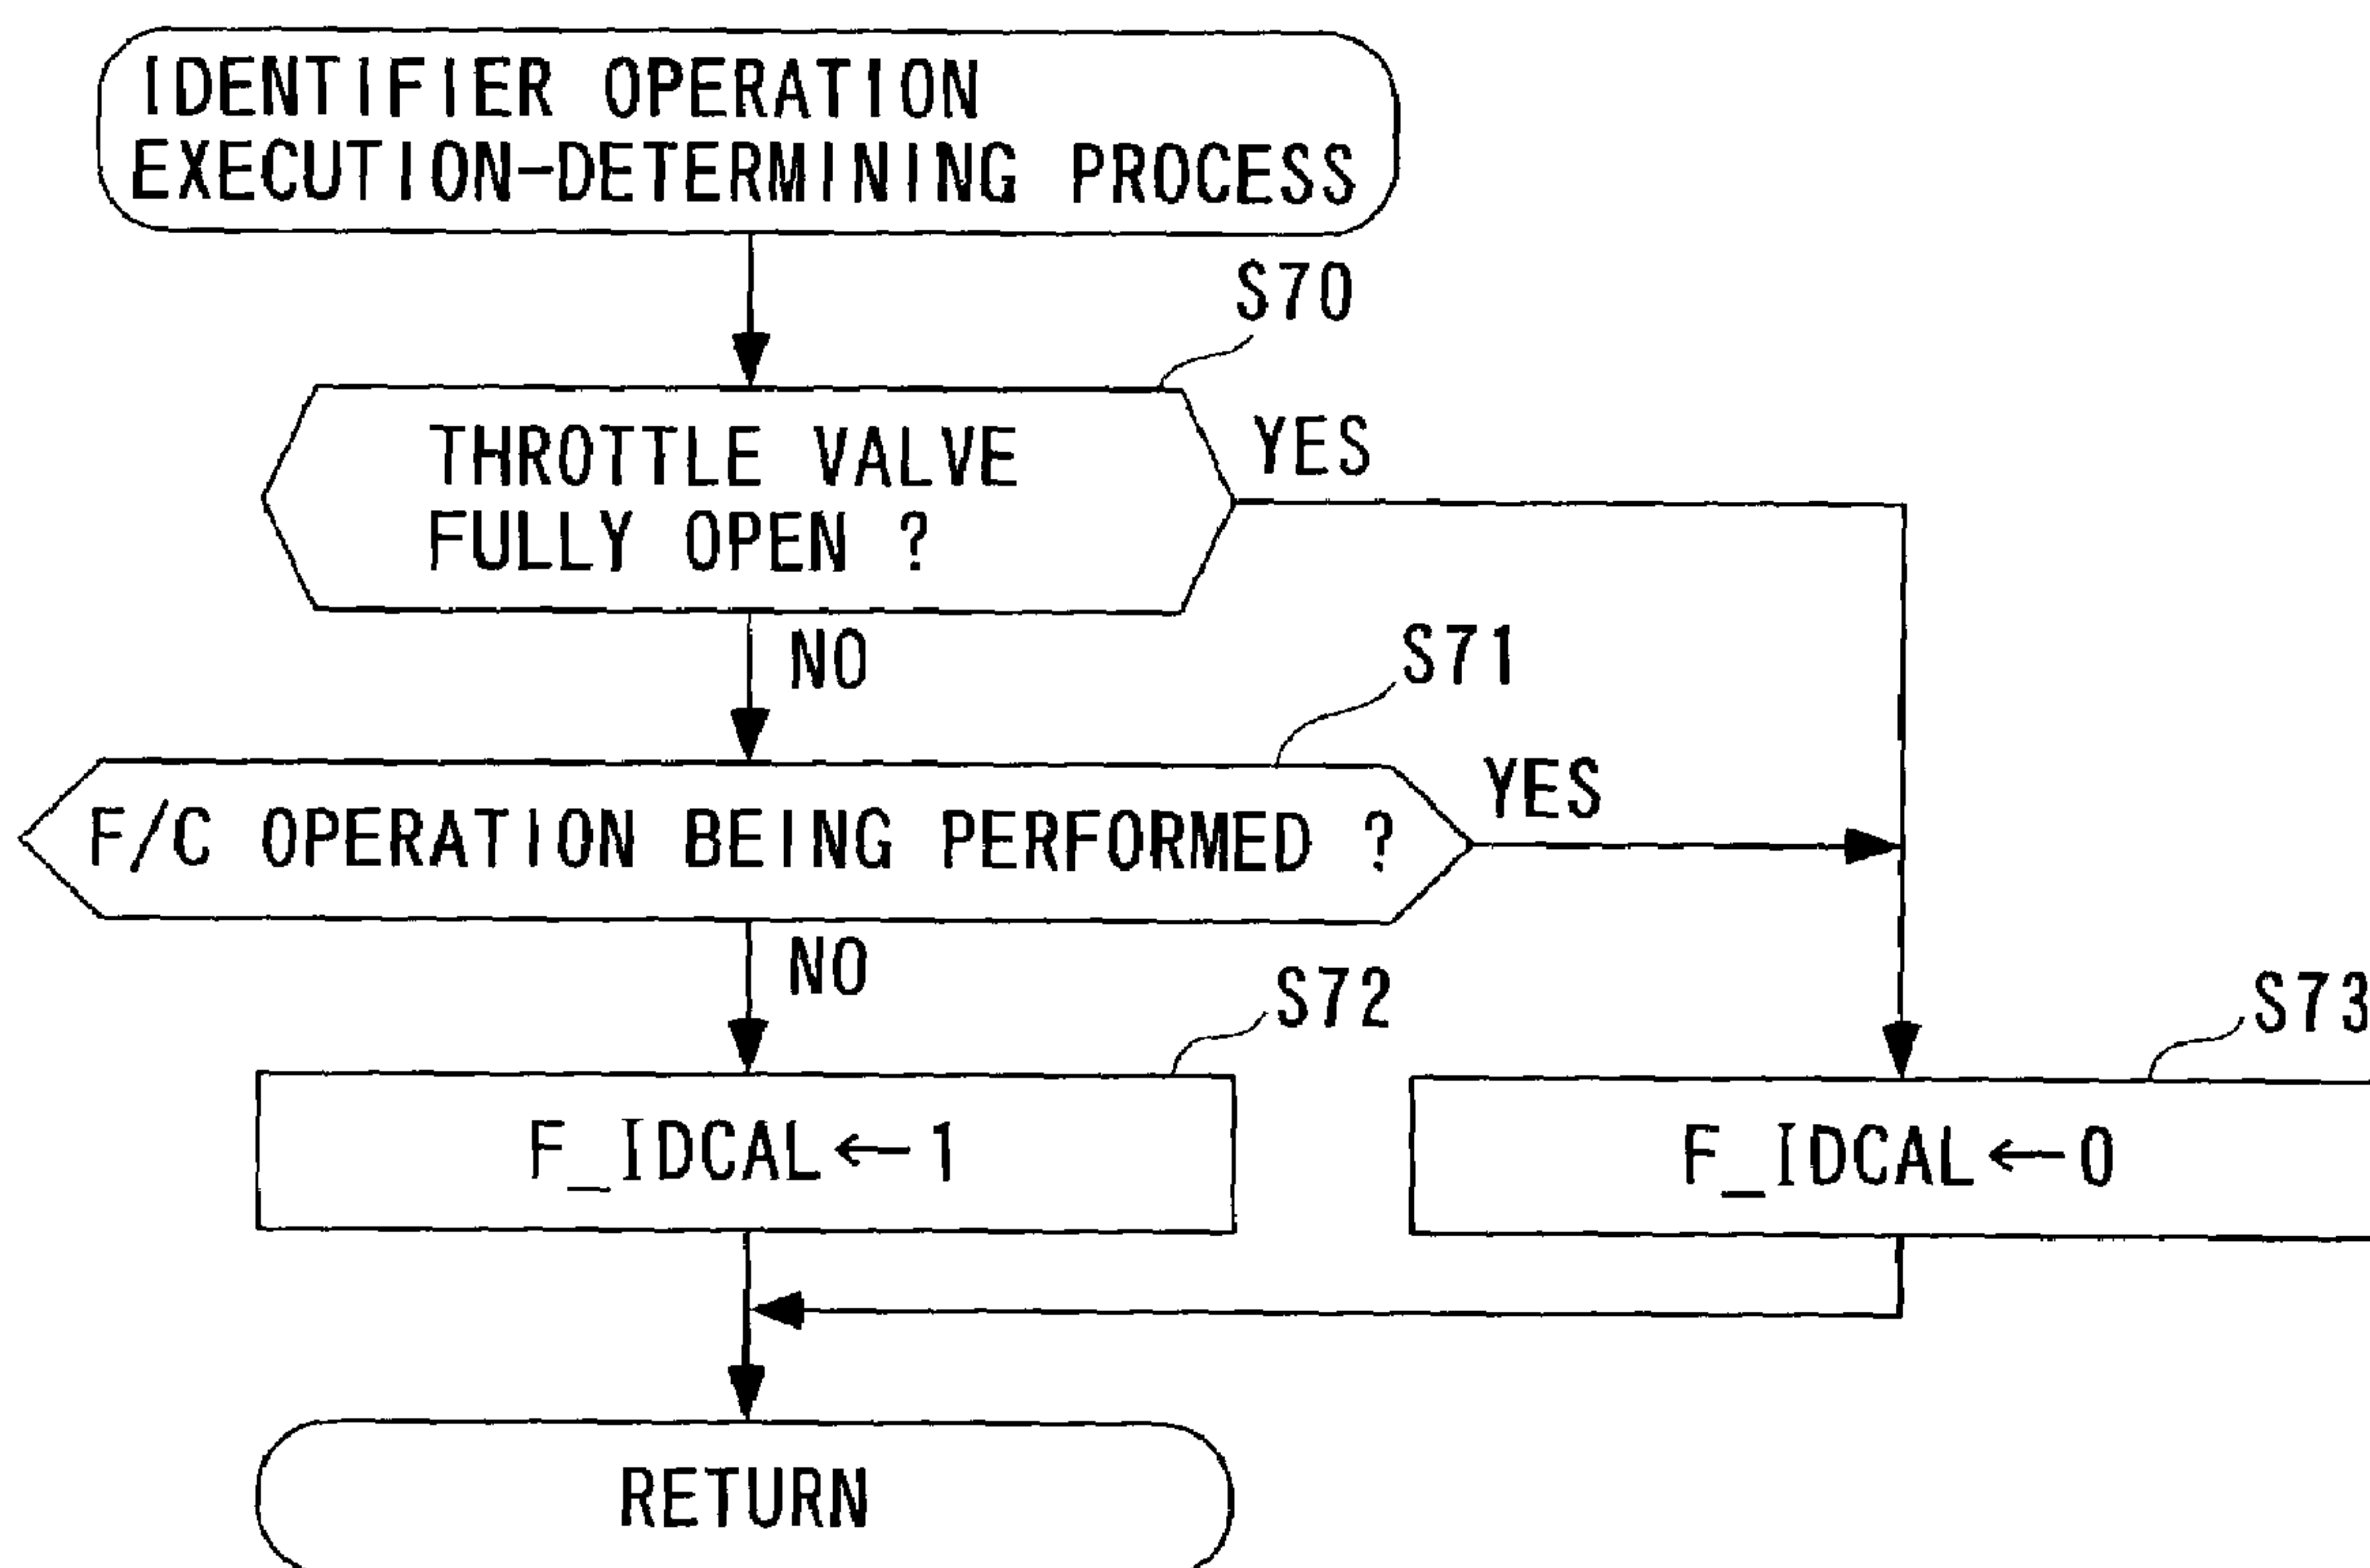 IDENTIFIER OPERATION
EXECUTION-DETERMINING PROCESS
S70
THROTTLE VALVE
FULLY OPEN ?
YES
NO
S71
F/C OPERATION BEING PERFORMED ?
YES
NO
S72
S73
F_IDCAL←1
F_IDCAL←0
RETURN